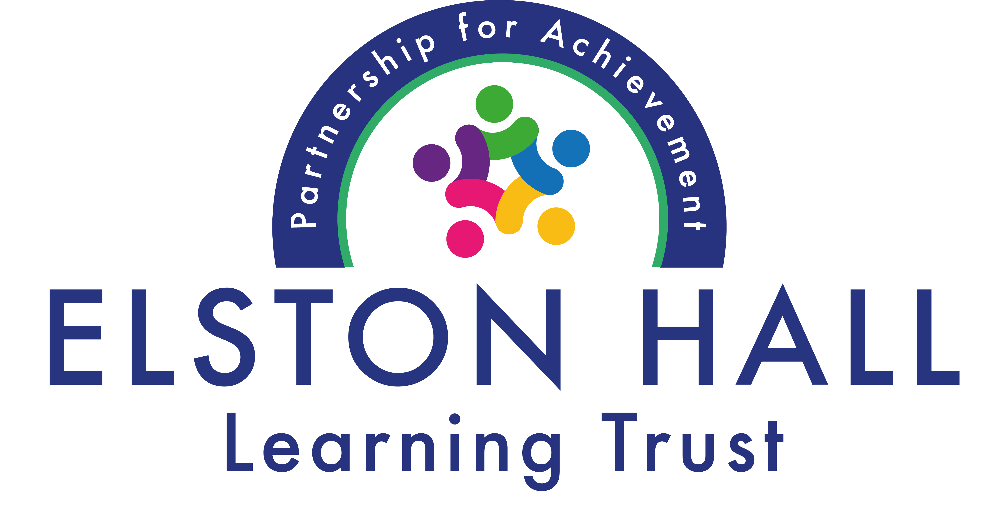 Partnership for Achievement
ELSTON HALL
Learning Trust